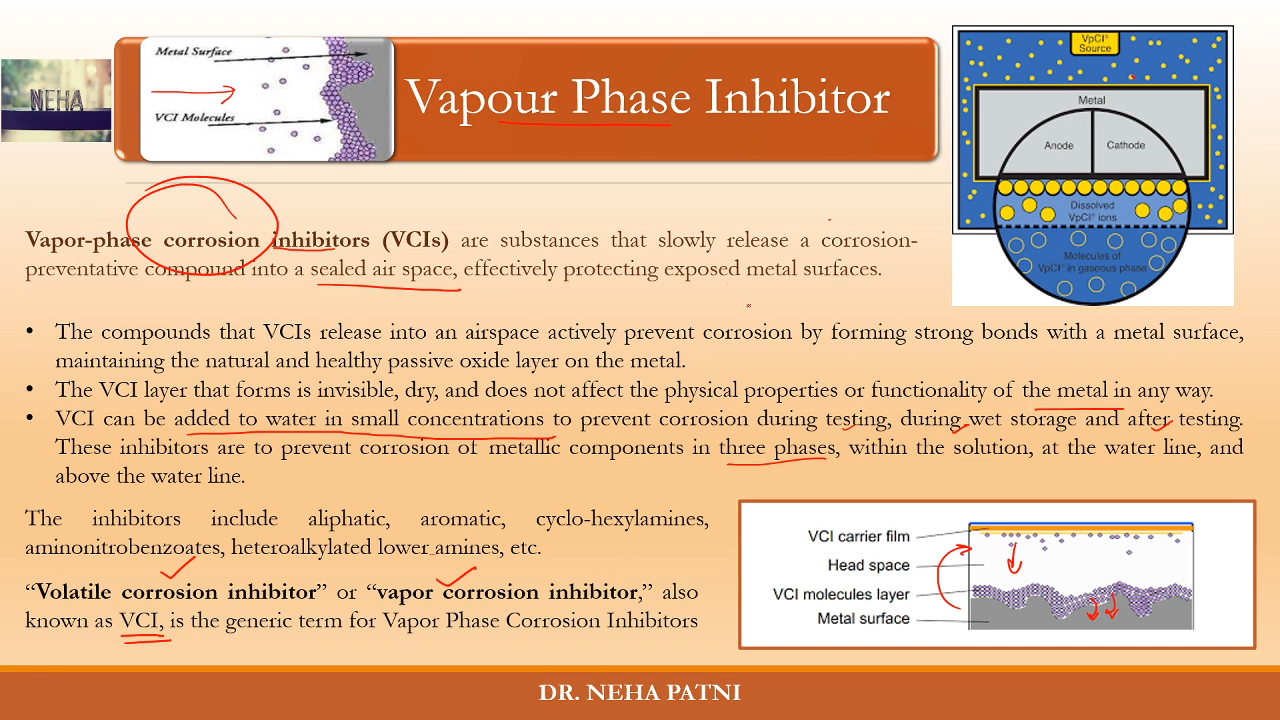 Metal Surface
VCI Molecules
NEHA
Vapour Phase Inhibitor
VpCI®
Source
Metal
Anode
Cathode
Dissolved
VpCI® ions
Molecules of
VpCI® in gaseous phase
Vapor-phase corrosion inhibitors (VCIs) are substances that slowly release a corrosion-
preventative compound into a sealed air space, effectively protecting exposed metal surfaces.
• The compounds that VCIs release into an airspace actively prevent corrosion by forming strong bonds with a metal surface,
maintaining the natural and healthy passive oxide layer on the metal.
• The VCI layer that forms is invisible, dry, and does not affect the physical properties or functionality of the metal in any way.
• VCI can be added to water in small concentrations to prevent corrosion during testing, during wet storage and after testing.
These inhibitors are to prevent corrosion of metallic components in three phases, within the solution, at the water line, and
above the water line.
The inhibitors include aliphatic, aromatic, cyclo-hexylamines,
aminonitrobenzoates, heteroalkylated lower amines, etc.
“Volatile corrosion inhibitor” or “vapor corrosion inhibitor,” also
known as VCI, is the generic term for Vapor Phase Corrosion Inhibitors
VCI carrier film
Head space
VCI molecules layer
Metal surface
DR. NEHA PATNI